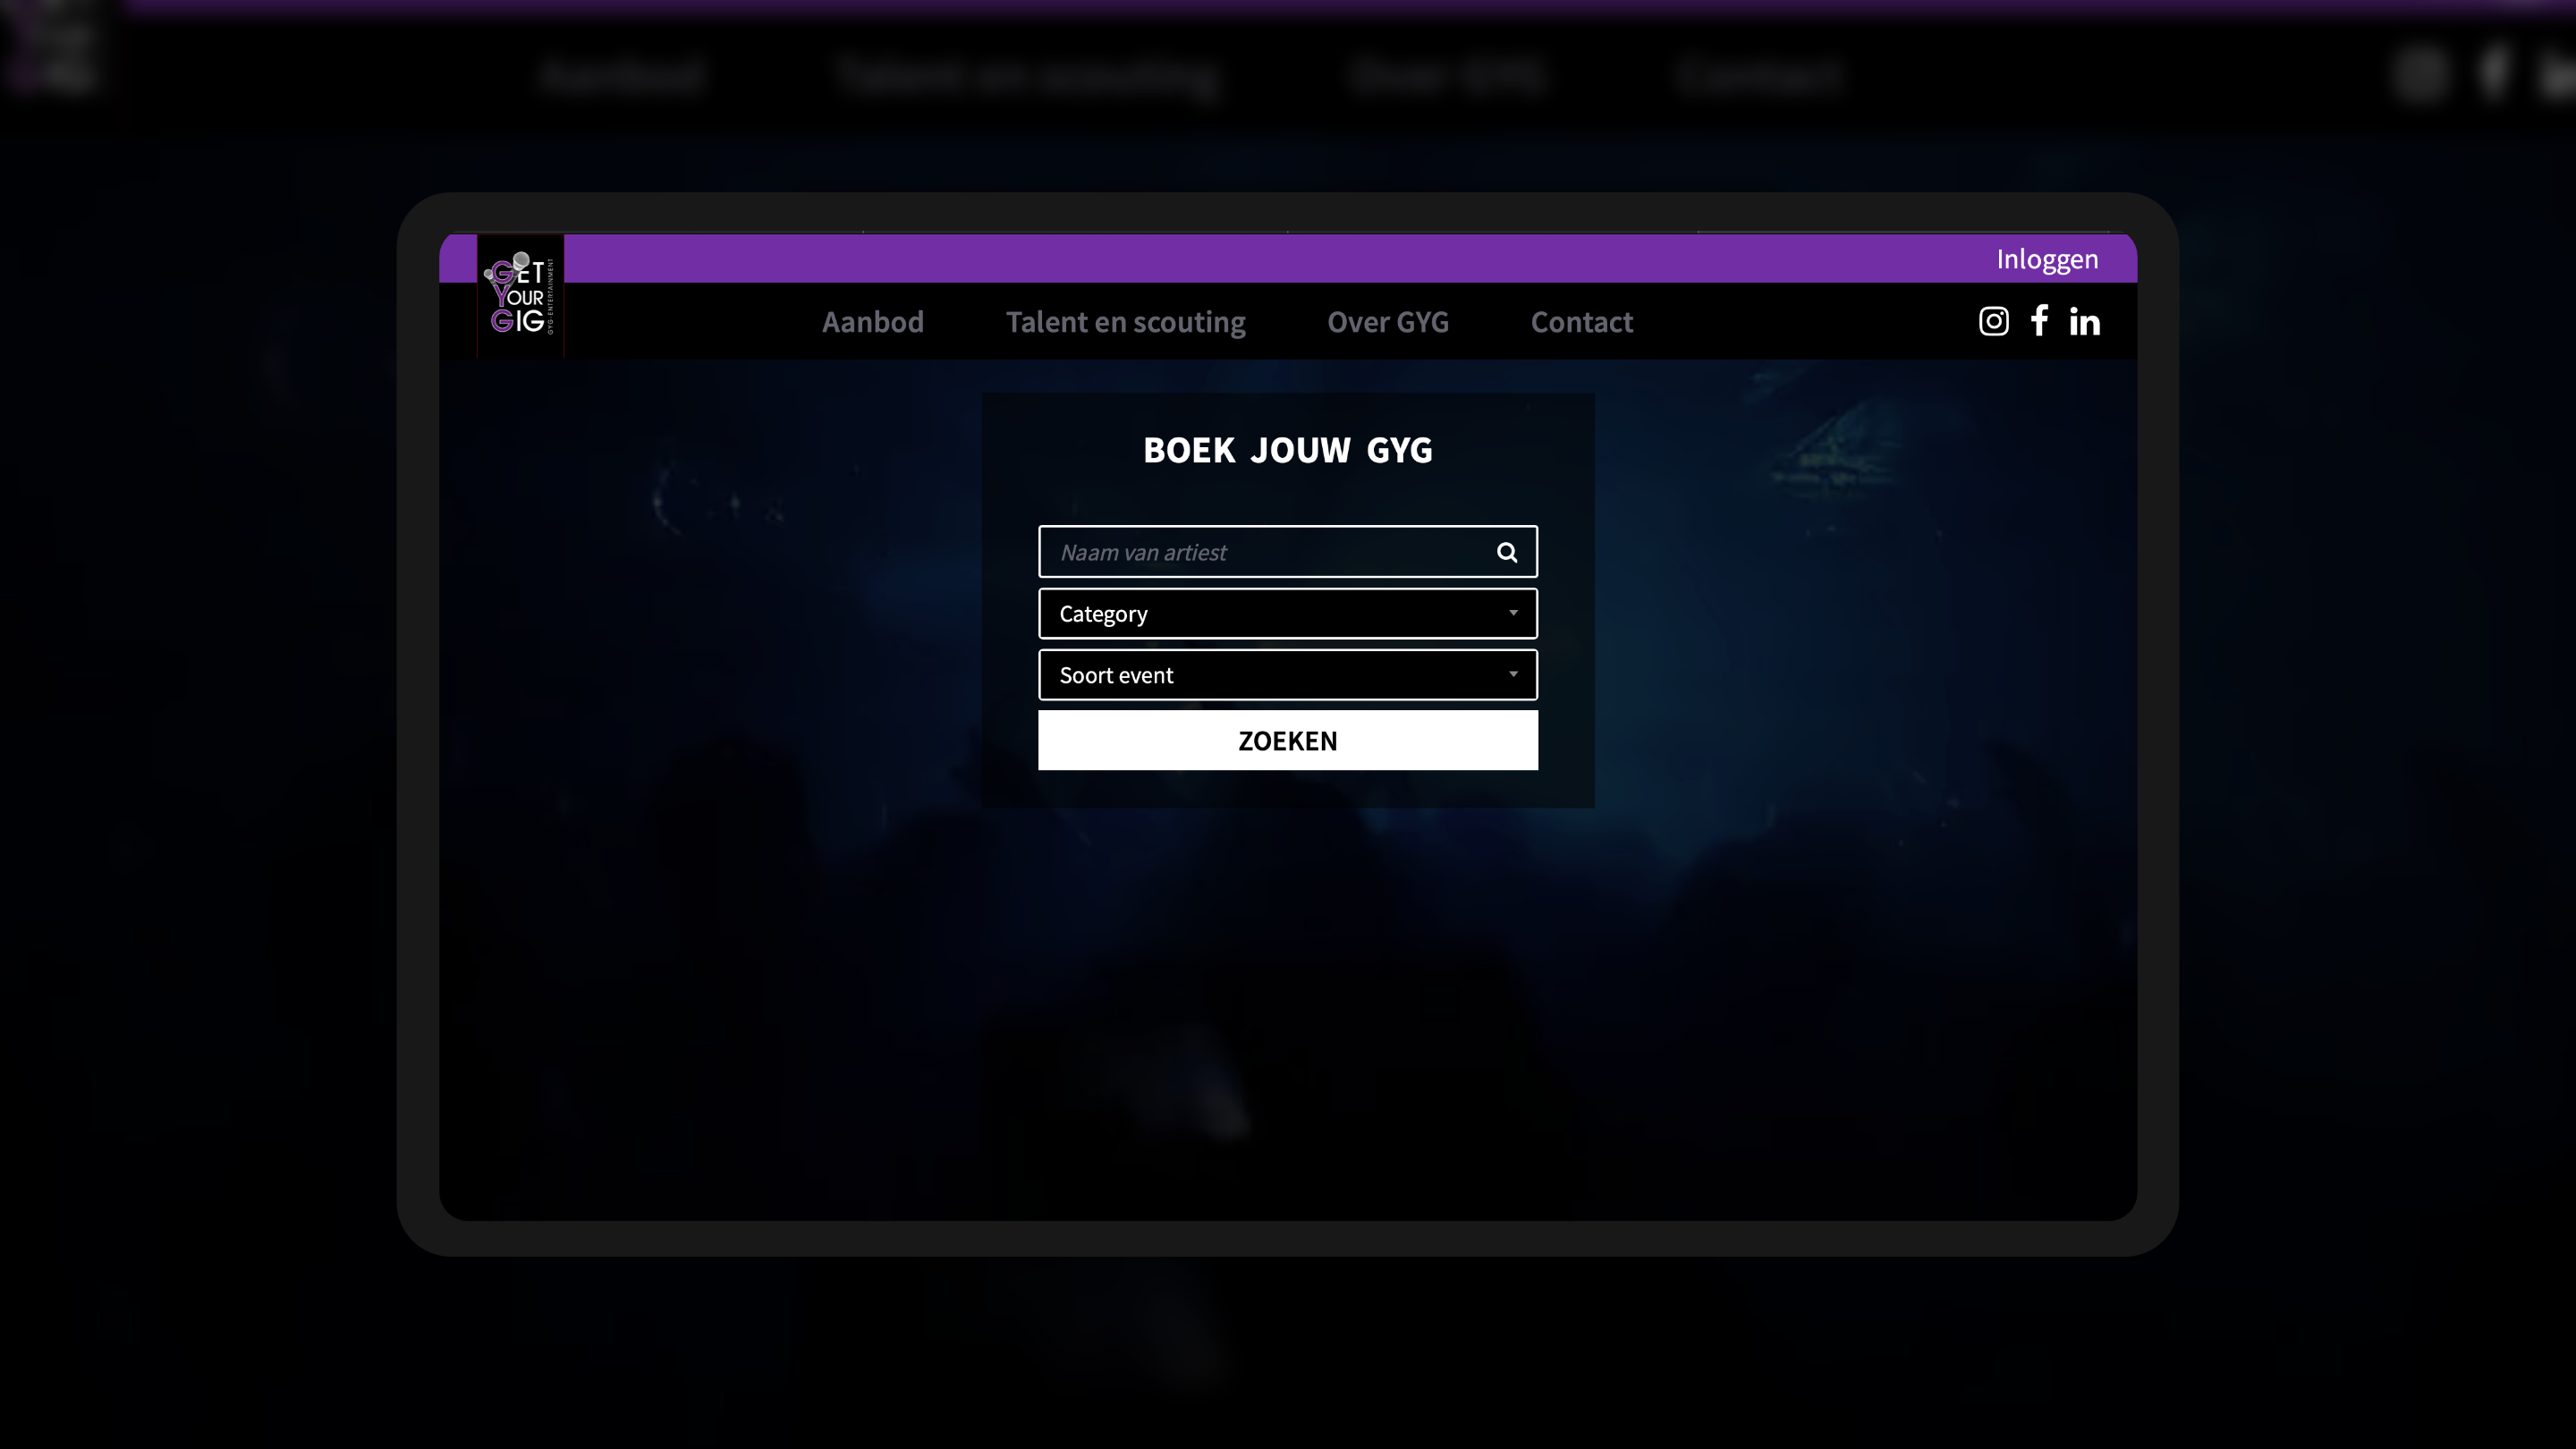 Aanbod Talent en scouting Over GYG Contact
Inloggen
GET
YOUR
GIG
GYG-ENTERTAINMENT
Aanbod Talent en scouting Over GYG Contact
BOEK JOUW GYG
Naam van artiest
Category
Soort event
ZOEKEN